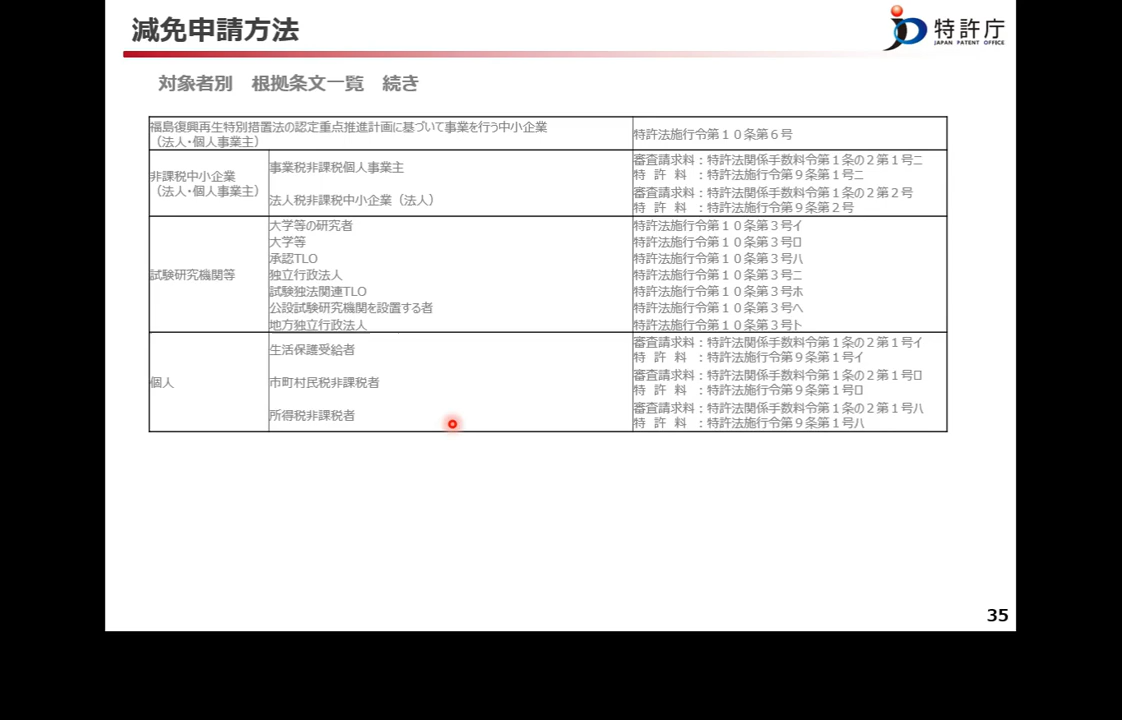 減免申請方法
特許庁
JAPAN PATENT OFFICE
対象者別 根拠条文一覧 続き
福島復興再生特別措置法の認定重点推進計画に基づいて事業を行う中小企業
（法人・個人事業主）
特許法施行令第１０条第６号
非課税中小企業
（法人・個人事業主）
事業税非課税個人事業主
審査請求料：特許法関係手数料令第１条の２第１号ニ
特 許 料 ：特許法施行令第９条第１号ニ
法人税非課税中小企業（法人）
審査請求料：特許法関係手数料令第１条の２第２号
特 許 料 ：特許法施行令第９条第２号
試験研究機関等
大学等の研究者
特許法施行令第１０条第３号イ
大学等
特許法施行令第１０条第３号ロ
承認TLO
特許法施行令第１０条第３号ハ
独立行政法人
特許法施行令第１０条第３号ニ
試験独法関連TLO
特許法施行令第１０条第３号ホ
公設試験研究機関を設置する者
特許法施行令第１０条第３号ヘ
地方独立行政法人
特許法施行令第１０条第３号ト
個人
生活保護受給者
審査請求料：特許法関係手数料令第１条の２第１号イ
特 許 料 ：特許法施行令第９条第１号イ
市町村民税非課税者
審査請求料：特許法関係手数料令第１条の２第１号ロ
特 許 料 ：特許法施行令第９条第１号ロ
所得税非課税者
審査請求料：特許法関係手数料令第１条の２第１号ハ
特 許 料 ：特許法施行令第９条第１号ハ
35